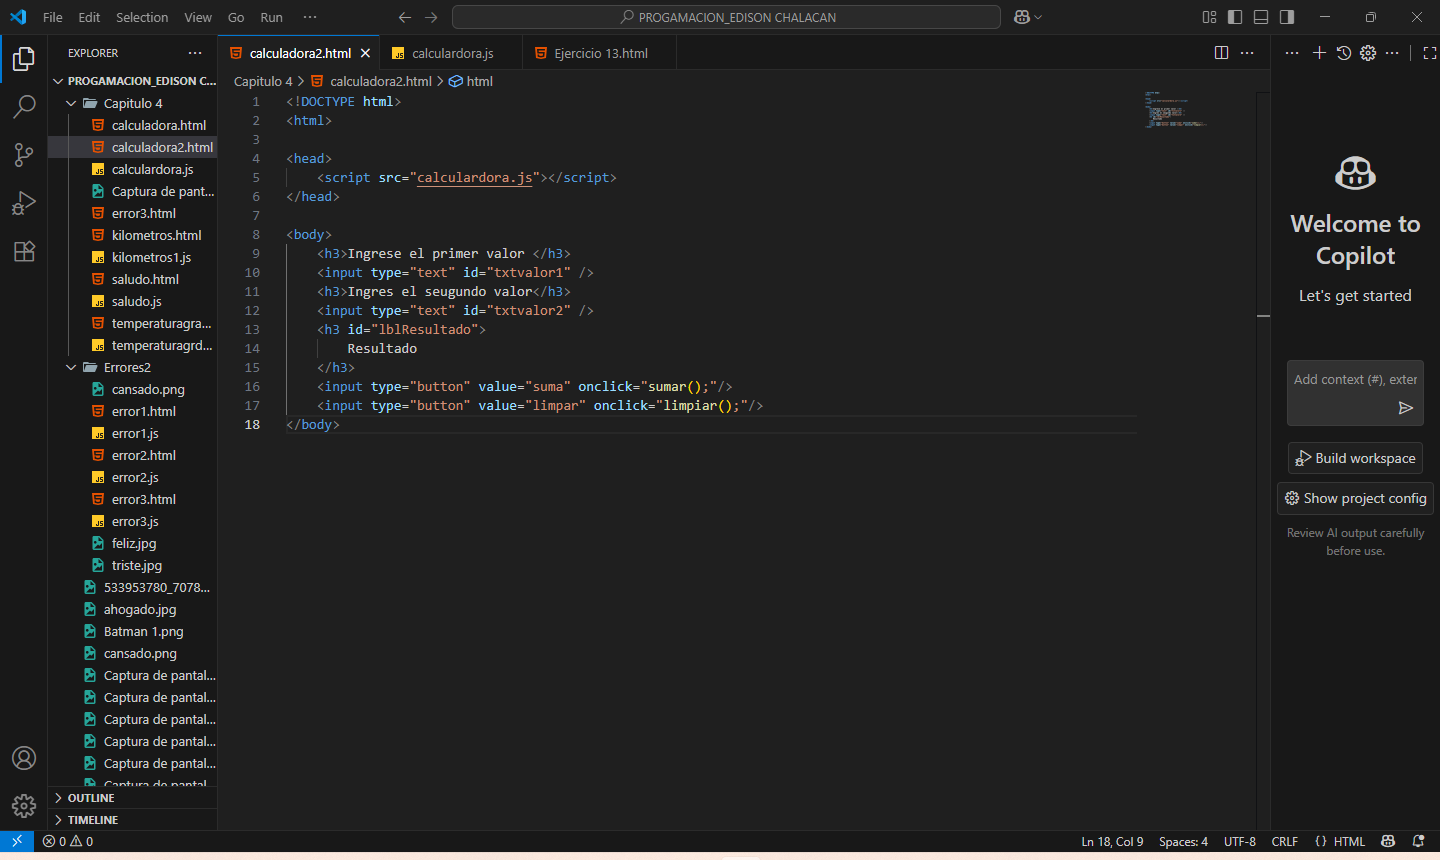 File Edit Selection View Go Run ···
PROGAMACION_EDISON CHALACAN
EXPLORER
PROGAMACION_EDISON C...
Capitulo 4
calculadora.html
calculadora2.html
calculardora.js
Captura de pant...
error3.html
kilometros.html
kilometros1.js
saludo.html
saludo.js
temperaturagra...
temperaturagrd...
Errores2
cansado.png
error1.html
error1.js
error2.html
error2.js
error3.html
error3.js
feliz.jpg
triste.jpg
533953780_7078...
ahogado.jpg
Batman 1.png
cansado.png
Captura de pantal...
Captura de pantal...
Captura de pantal...
Captura de pantal...
Captura de pantal...
Captura de pantal...
OUTLINE
TIMELINE
calculadora2.html
calculardora.js
Ejercicio 13.html
Capitulo 4 > calculadora2.html > html
1 <!DOCTYPE html>
2 <html>
3
4 <head>
5 <script src="calculardora.js"></script>
6 </head>
7
8 <body>
9 <h3>Ingrese el primer valor </h3>
10 <input type="text" id="txtvalor1" />
11 <h3>Ingres el seugundo valor</h3>
12 <input type="text" id="txtvalor2" />
13 <h3 id="lblResultado">
14 Resultado
15 </h3>
16 <input type="button" value="suma" onclick="sumar();"/>
17 <input type="button" value="limpar" onclick="limpiar();"/>
18 </body>
Welcome to
Copilot
Let's get started
Add context (#), exter
Build workspace
Show project config
Review AI output carefully
before use.
0 0
Ln 18, Col 9 Spaces: 4 UTF-8 CRLF {} HTML